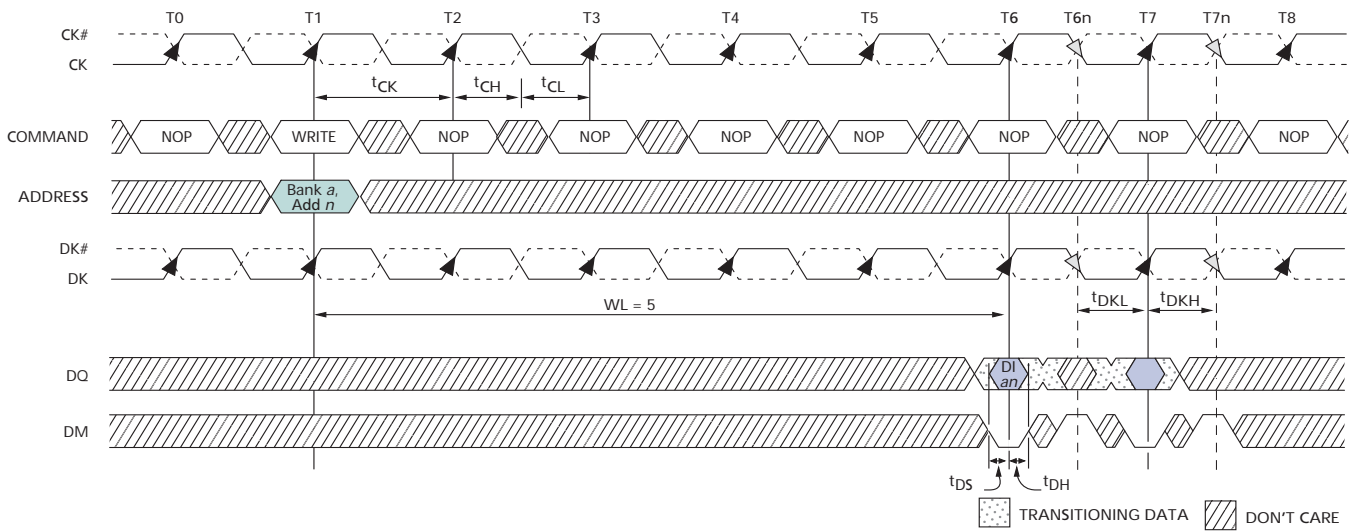 T0 T1 T2 T3 T4 T5 T6 T6n T7 T7n T8
CK#
CK
tCK tCH tCL
COMMAND NOP WRITE NOP NOP NOP NOP NOP NOP NOP
ADDRESS Bank a,
Add n
DK#
DK
tDKL tDKH
WL = 5
DQ DI
an
DM
tDS tDH
TRANSITIONING DATA DON'T CARE